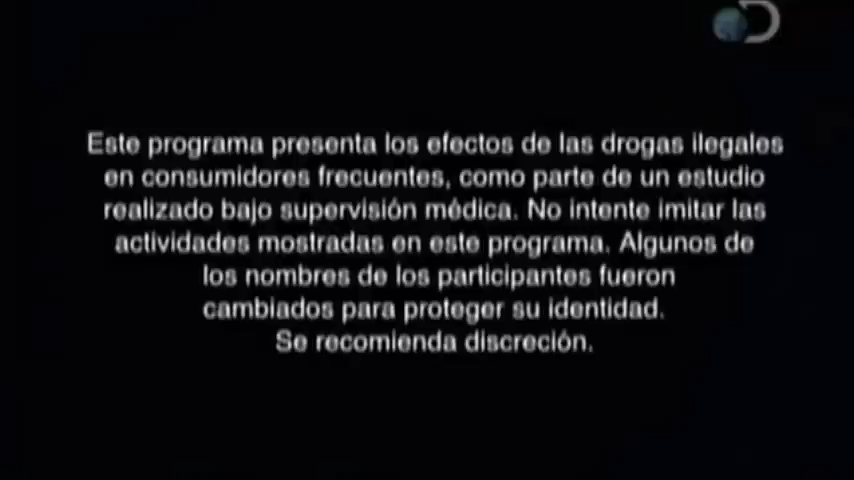 Este programa presenta los efectos de las drogas ilegales
en consumidores frecuentes, como parte de un estudio
realizado bajo supervisión médica. No intente imitar las
actividades mostradas en este programa. Algunos de
los nombres de los participantes fueron
cambiados para proteger su identidad.
Se recomienda discreción.
D